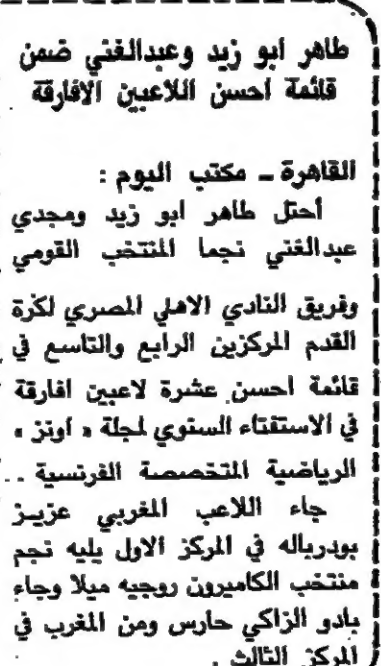 طاهر ابو زيد وعبدالغني ضمن
قائمة احسن اللاعبين الافارقة
القاهرة ـ مكتب اليوم :
احتل طاهر ابو زيد ومجدي
عبدالغني نجما المنتخب القومي
وفريق النادي الاهلي المصري لكرة
القدم المركزين الرابع والتاسع في
قائمة احسن عشرة لاعبين افارقة
في الاستفتاء السنوي لمجلة « اونز »
الرياضية المتخصصة الفرنسية ..
جاء اللاعب المغربي عزيز
بودرباله في المركز الاول يليه نجم
منتخب الكاميرون روجيه ميلا وجاء
بادو الزاكي حارس ومن المغرب في
المركز الثالث .